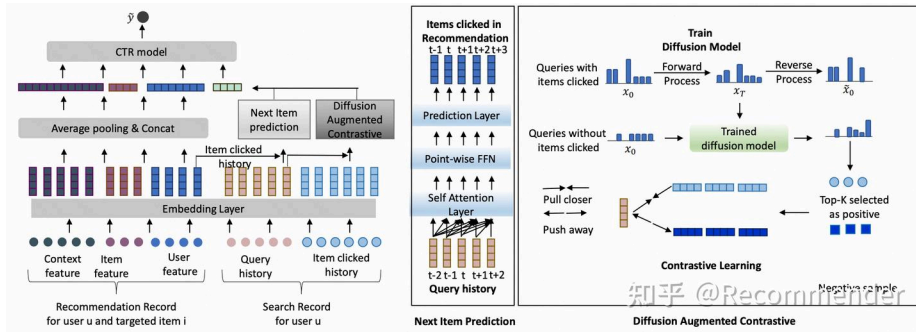 ỹ
CTR model
Average pooling & Concat
Next Item
prediction
Diffusion
Augmented
Contrastive
Item clicked
history
Embedding Layer
Context
feature
Item
feature
User
feature
Query
history
Item clicked
history
Recommendation Record
for user u and targeted item i
Search Record
for user u
Items clicked in
Recommendation
t-1 t t+1 t+2 t+3
Prediction Layer
Point-wise FFN
Self Attention
Layer
t-2 t-1 t t+1 t+2
Query history
Next Item Prediction
Train
Diffusion Model
Queries with
items clicked
x₀
Forward
Process
x_T
Reverse
Process
x̃₀
Queries without
items clicked
x₀
Trained
diffusion model
Pull closer
Push away
Top-K selected
as positive
Contrastive Learning
Negative sample
Diffusion Augmented Contrastive
知乎 @Recommender